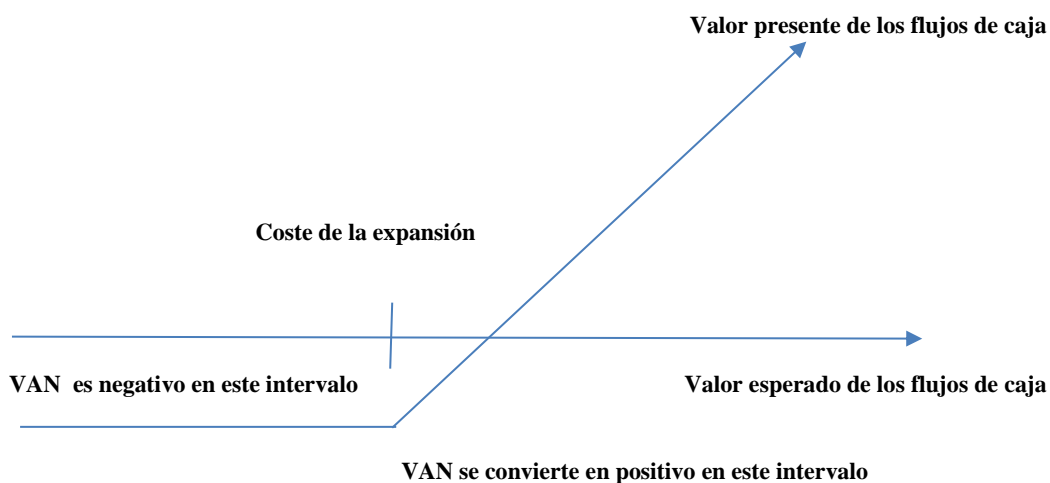 Valor presente de los flujos de caja
Coste de la expansión
VAN es negativo en este intervalo
Valor esperado de los flujos de caja
VAN se convierte en positivo en este intervalo